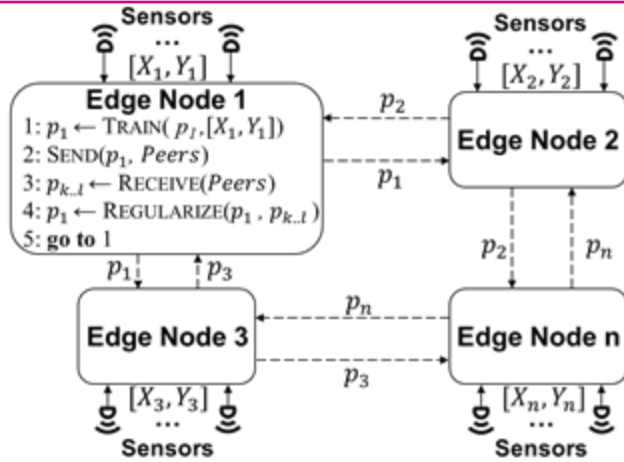 Sensors
...
[X₁, Y₁]
Edge Node 1
1: p₁ ← TRAIN( p₁,[X₁, Y₁])
2: SEND(p₁, Peers)
3: pₖ..ₗ ← RECEIVE(Peers)
4: p₁ ← REGULARIZE(p₁ , pₖ..ₗ )
5: go to 1
p₂
p₁
Sensors
...
[X₂, Y₂]
Edge Node 2
p₁
p₃
p₂
pₙ
Edge Node 3
pₙ
p₃
Edge Node n
[X₃, Y₃]
...
Sensors
[Xₙ, Yₙ]
...
Sensors